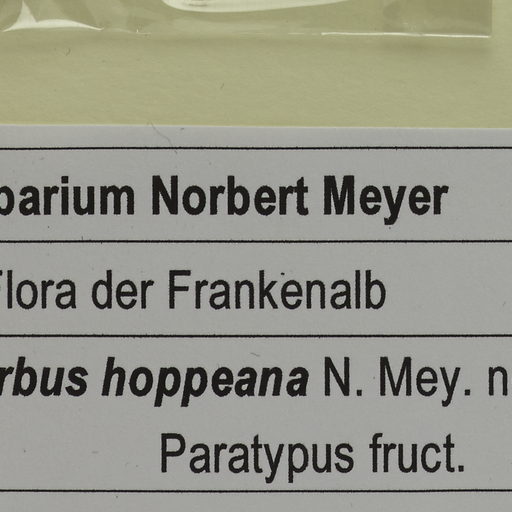 barium Norbert Meyer
Flora der Frankenalb
rbus hoppeana N. Mey. n
Paratypus fruct.